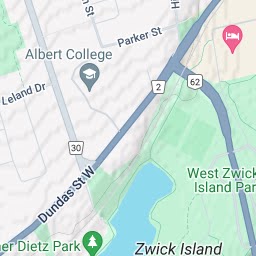 Parker St
Albert College
Leland Dr
2
62
30
Dundas St W
West Zwick
Island Par
Zwick Island
ner Dietz Park